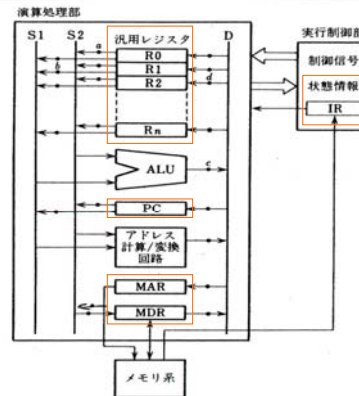 演算処理部
S1 S2 汎用レジスタ D
実行制御部
a R0
b R1
R2 d
制御信号
状態情報
IR
Rn
ALU c
PC
アドレス
計算/変換
回路
MAR
MDR
メモリ系